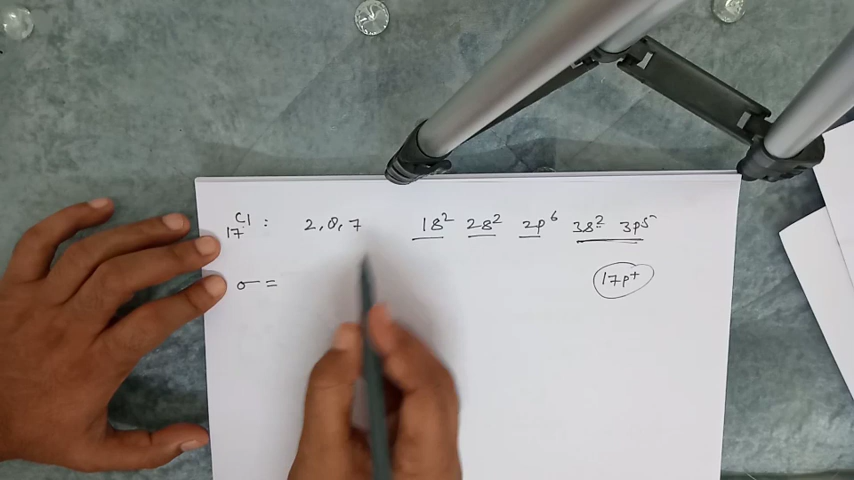 ₁₇Cl : 2,8,7 1s² 2s² 2p⁶ 3s² 3p⁵
σ = 17p⁺